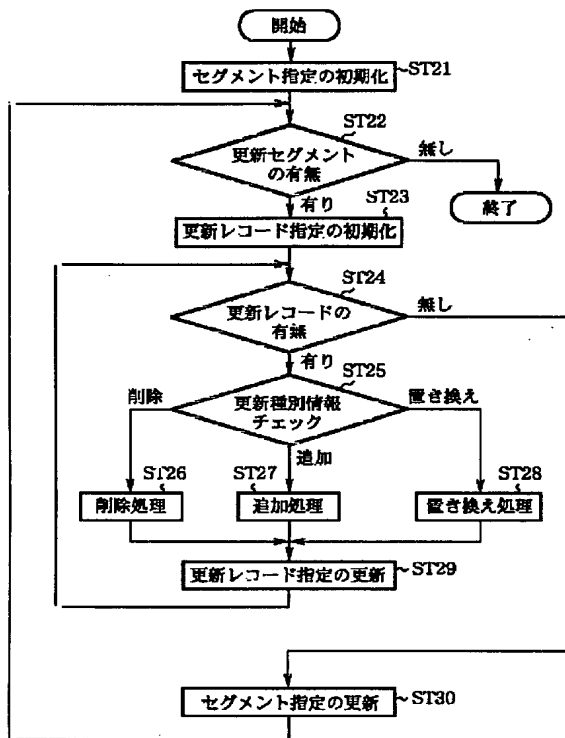 開始
セグメント指定の初期化
ST21
ST22
更新セグメント
の有無
無し
有り
終了
ST23
更新レコード指定の初期化
ST24
更新レコードの
有無
無し
有り
ST25
更新種別情報
チェック
削除
置き換え
追加
ST26
削除処理
ST27
追加処理
ST28
置き換え処理
更新レコード指定の更新
ST29
セグメント指定の更新
ST30